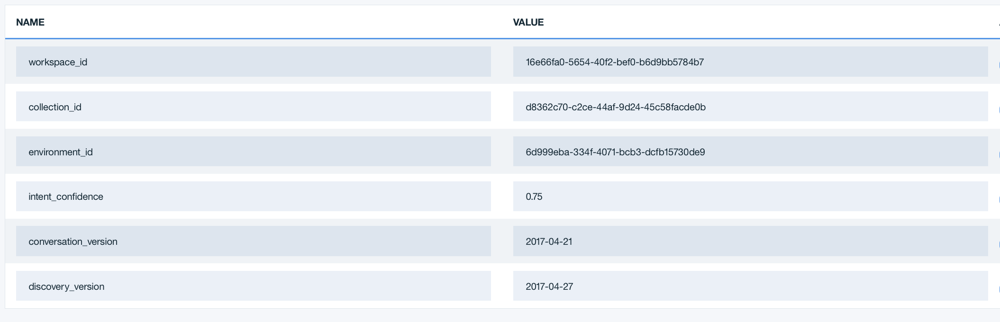 NAME VALUE
workspace_id 16e66fa0-5654-40f2-bef0-b6d9bb5784b7
collection_id d8362c70-c2ce-44af-9d24-45c58facde0b
environment_id 6d999eba-334f-4071-bcb3-dcfb15730de9
intent_confidence 0.75
conversation_version 2017-04-21
discovery_version 2017-04-27